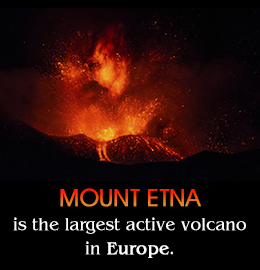 MOUNT ETNA
is the largest active volcano
in Europe.